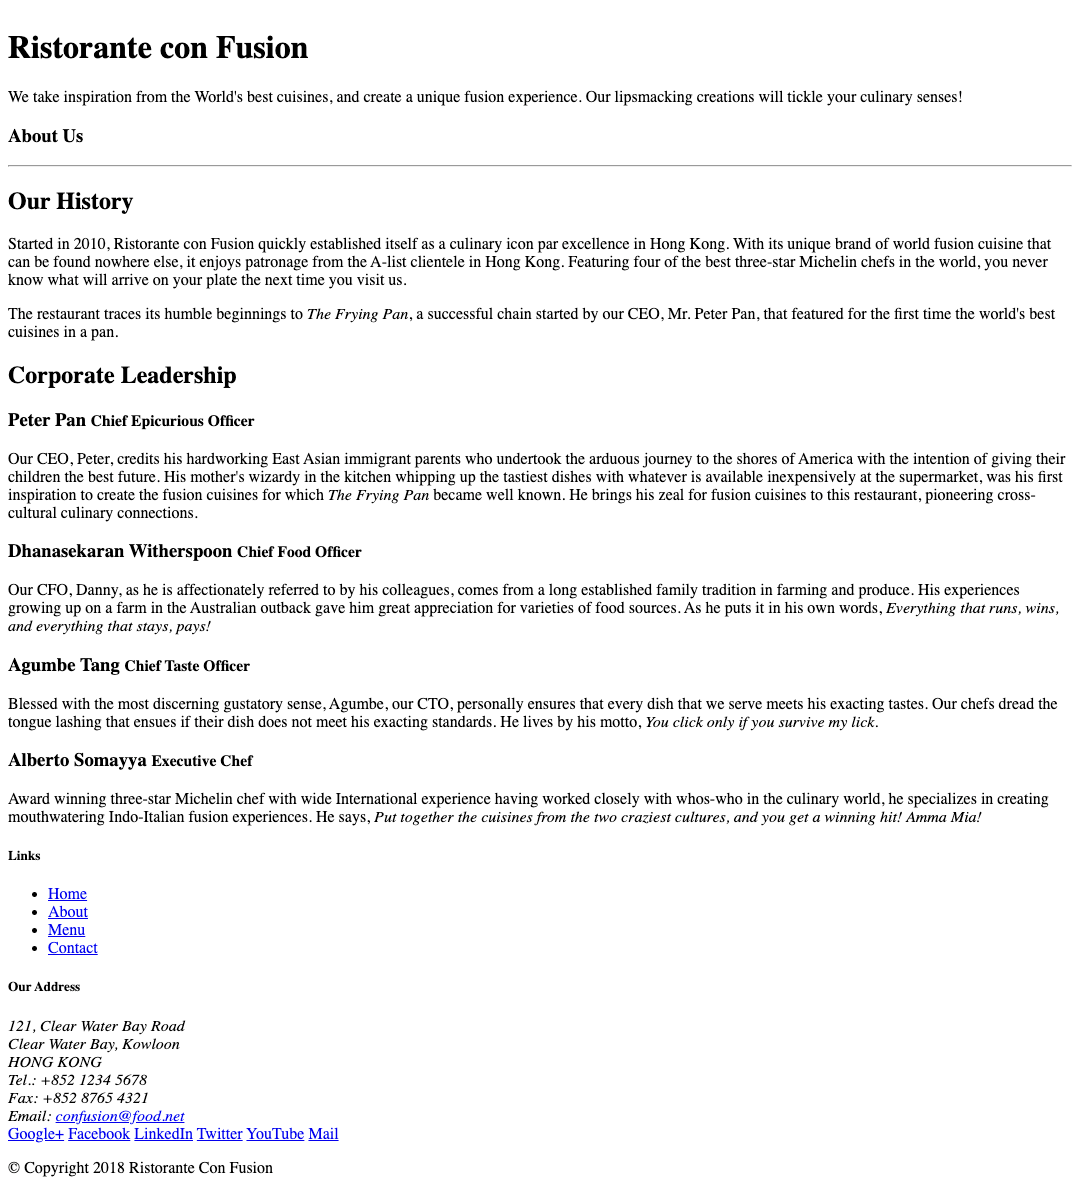 Ristorante con Fusion
We take inspiration from the World's best cuisines, and create a unique fusion experience. Our lipsmacking creations will tickle your culinary senses!
About Us
Our History
Started in 2010, Ristorante con Fusion quickly established itself as a culinary icon par excellence in Hong Kong. With its unique brand of world fusion cuisine that
can be found nowhere else, it enjoys patronage from the A-list clientele in Hong Kong. Featuring four of the best three-star Michelin chefs in the world, you never
know what will arrive on your plate the next time you visit us.
The restaurant traces its humble beginnings to The Frying Pan, a successful chain started by our CEO, Mr. Peter Pan, that featured for the first time the world's best
cuisines in a pan.
Corporate Leadership
Peter Pan Chief Epicurious Officer
Our CEO, Peter, credits his hardworking East Asian immigrant parents who undertook the arduous journey to the shores of America with the intention of giving their
children the best future. His mother's wizardy in the kitchen whipping up the tastiest dishes with whatever is available inexpensively at the supermarket, was his first
inspiration to create the fusion cuisines for which The Frying Pan became well known. He brings his zeal for fusion cuisines to this restaurant, pioneering cross-
cultural culinary connections.
Dhanasekaran Witherspoon Chief Food Officer
Our CFO, Danny, as he is affectionately referred to by his colleagues, comes from a long established family tradition in farming and produce. His experiences
growing up on a farm in the Australian outback gave him great appreciation for varieties of food sources. As he puts it in his own words, Everything that runs, wins,
and everything that stays, pays!
Agumbe Tang Chief Taste Officer
Blessed with the most discerning gustatory sense, Agumbe, our CTO, personally ensures that every dish that we serve meets his exacting tastes. Our chefs dread the
tongue lashing that ensues if their dish does not meet his exacting standards. He lives by his motto, You click only if you survive my lick.
Alberto Somayya Executive Chef
Award winning three-star Michelin chef with wide International experience having worked closely with whos-who in the culinary world, he specializes in creating
mouthwatering Indo-Italian fusion experiences. He says, Put together the cuisines from the two craziest cultures, and you get a winning hit! Amma Mia!
Links
Home
About
Menu
Contact
Our Address
121, Clear Water Bay Road
Clear Water Bay, Kowloon
HONG KONG
Tel.: +852 1234 5678
Fax: +852 8765 4321
Email: confusion@food.net
Google+ Facebook LinkedIn Twitter YouTube Mail
© Copyright 2018 Ristorante Con Fusion